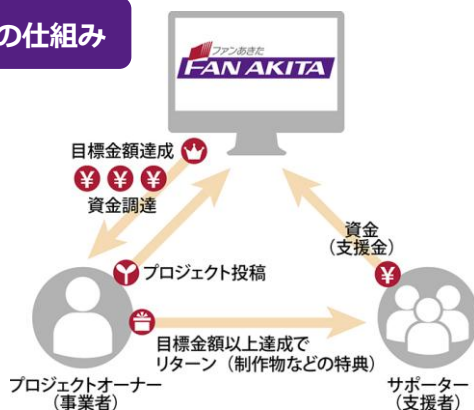 の仕組み
ファンあきた
FAN AKITA
目標金額達成
¥ ¥ ¥
資金調達
資金
（支援金）
¥
プロジェクト投稿
目標金額以上達成で
リターン（制作物などの特典）
プロジェクトオーナー
（事業者）
サポーター
（支援者）